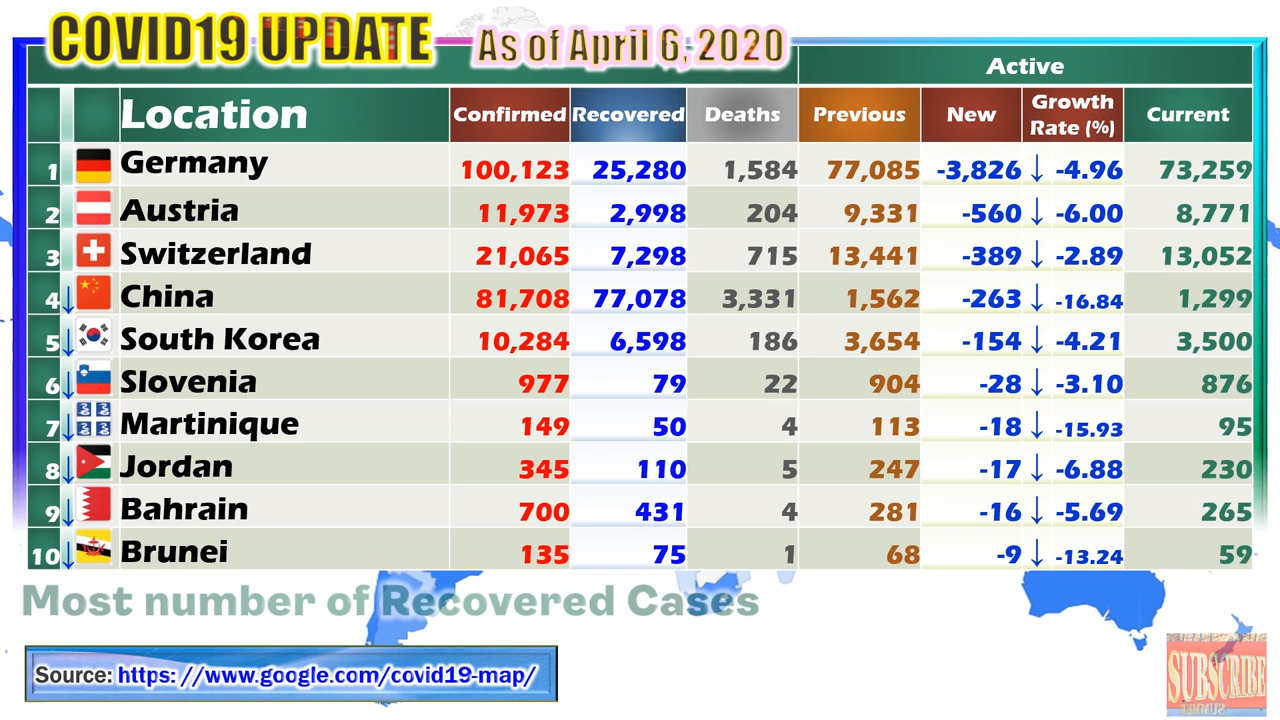 COVID19 UPDATE As of April 6, 2020
Active
Location Confirmed Recovered Deaths Previous New Growth Rate (%) Current
1 Germany 100,123 25,280 1,584 77,085 -3,826 ↓ -4.96 73,259
2 Austria 11,973 2,998 204 9,331 -560 ↓ -6.00 8,771
3 Switzerland 21,065 7,298 715 13,441 -389 ↓ -2.89 13,052
4 ↓ China 81,708 77,078 3,331 1,562 -263 ↓ -16.84 1,299
5 ↓ South Korea 10,284 6,598 186 3,654 -154 ↓ -4.21 3,500
6 ↓ Slovenia 977 79 22 904 -28 ↓ -3.10 876
7 ↓ Martinique 149 50 4 113 -18 ↓ -15.93 95
8 ↓ Jordan 345 110 5 247 -17 ↓ -6.88 230
9 ↓ Bahrain 700 431 4 281 -16 ↓ -5.69 265
10 ↓ Brunei 135 75 1 68 -9 ↓ -13.24 59
Most number of Recovered Cases
Source: https: //www.google.com/covid19-map/
SUBSCRIBE